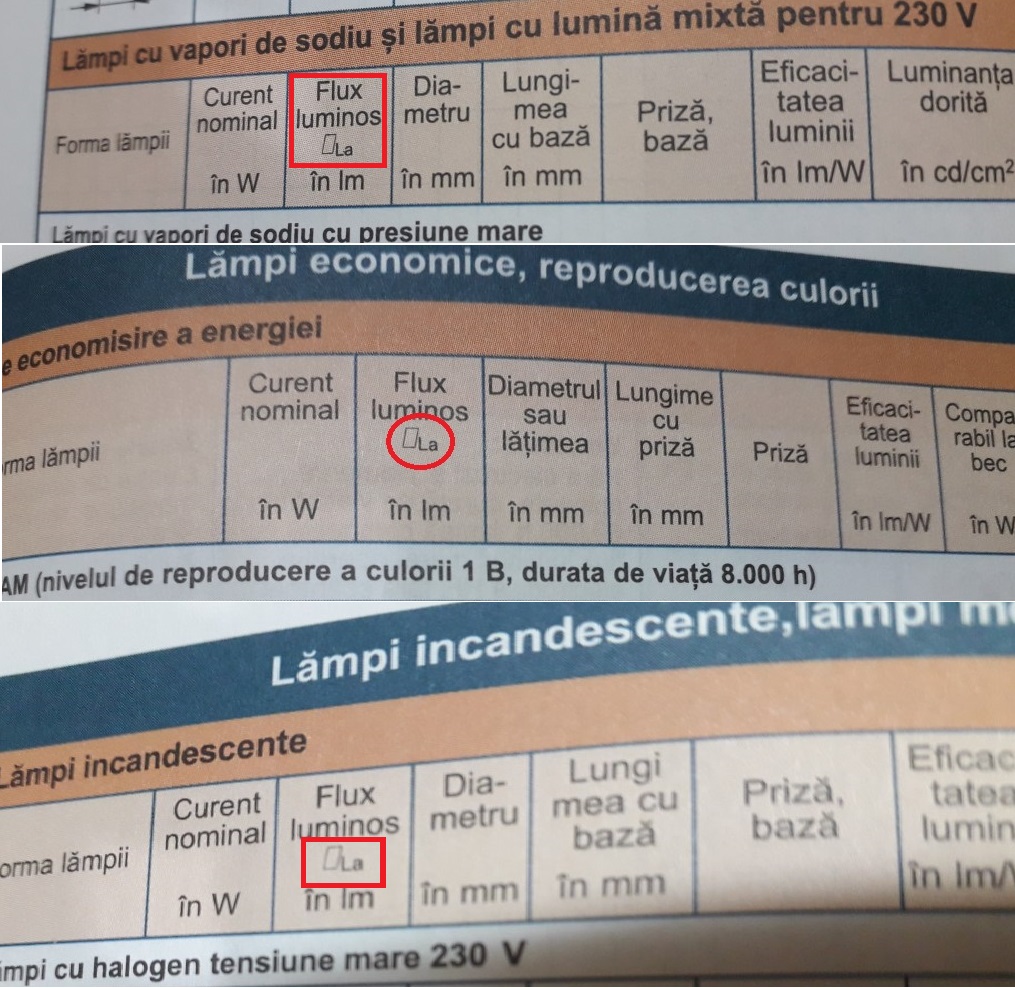 Lămpi cu vapori de sodiu și lămpi cu lumină mixtă pentru 230 V
Forma lămpii
Curent
nominal
în W
Flux
luminos
▯La
în lm
Dia-
metru
în mm
Lungi-
mea
cu bază
în mm
Priză,
bază
Eficaci-
tatea
luminii
în lm/W
Luminanța
dorită
în cd/cm²
Lămpi cu vapori de sodiu cu presiune mare
Lămpi economice, reproducerea culorii
e economisire a energiei
rma lămpii
Curent
nominal
în W
Flux
luminos
▯La
în lm
Diametrul
sau
lățimea
în mm
Lungime
cu
priză
în mm
Priză
Eficaci-
tatea
luminii
în lm/W
Compa
rabil la
bec
în W
AM (nivelul de reproducere a culorii 1 B, durata de viață 8.000 h)
Lămpi incandescente,lămpi m
Lămpi incandescente
orma lămpii
Curent
nominal
în W
Flux
luminos
▯La
în lm
Dia-
metru
în mm
Lungi
mea cu
bază
în mm
Priză,
bază
Eficac
tatea
lumin
în lm/
mpi cu halogen tensiune mare 230 V